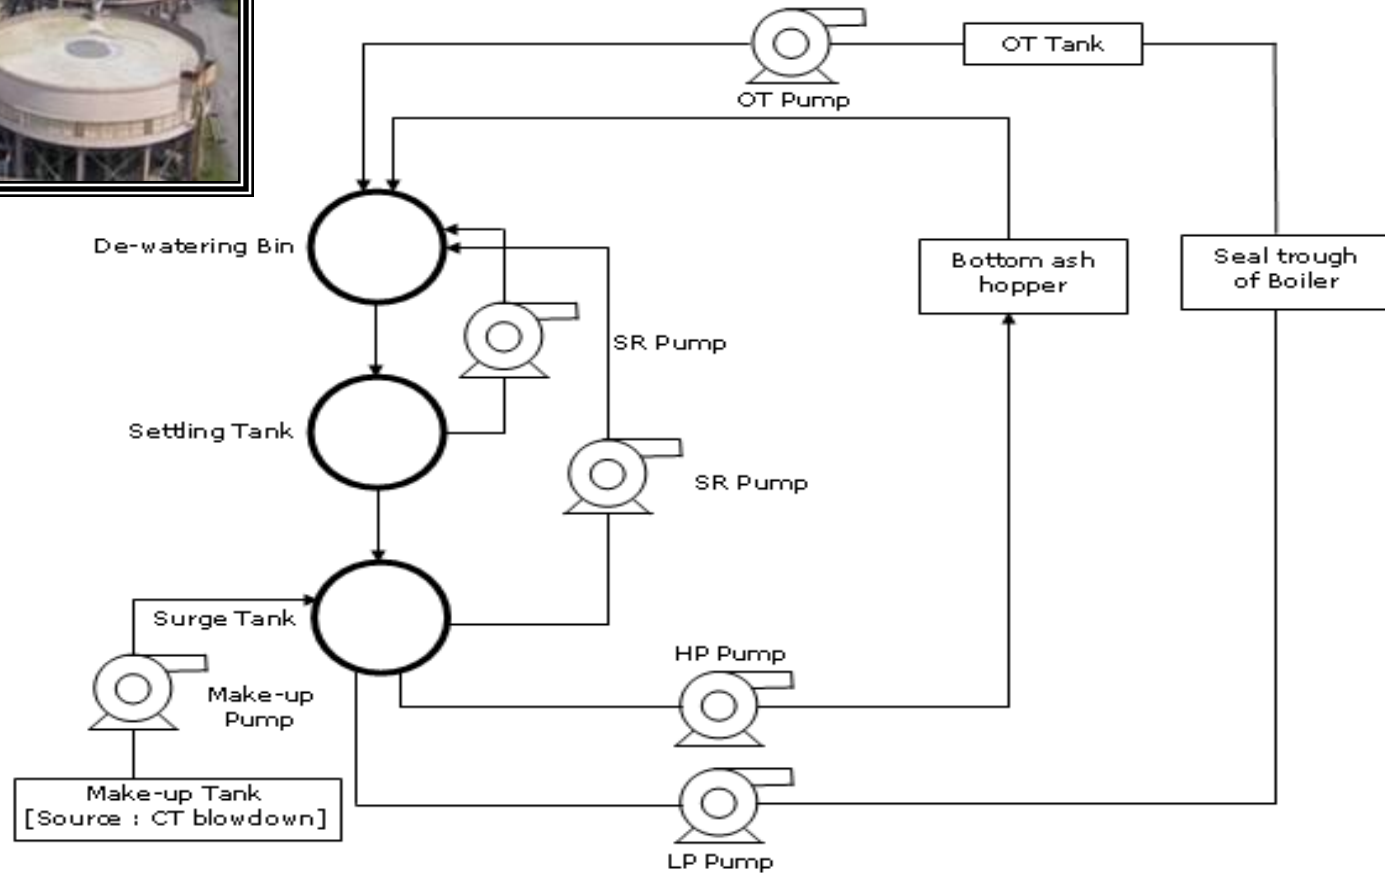 OT Tank
OT Pump
De-watering Bin
Bottom ash
hopper
Seal trough
of Boiler
SR Pump
Settling Tank
SR Pump
Surge Tank
HP Pump
Make-up
Pump
Make-up Tank
[Source : CT blowdown]
LP Pump